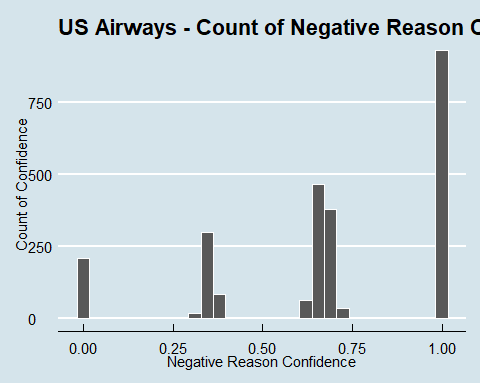 US Airways - Count of Negative Reason C
750
500
250
0
Count of Confidence
0.00 0.25 0.50 0.75 1.00
Negative Reason Confidence